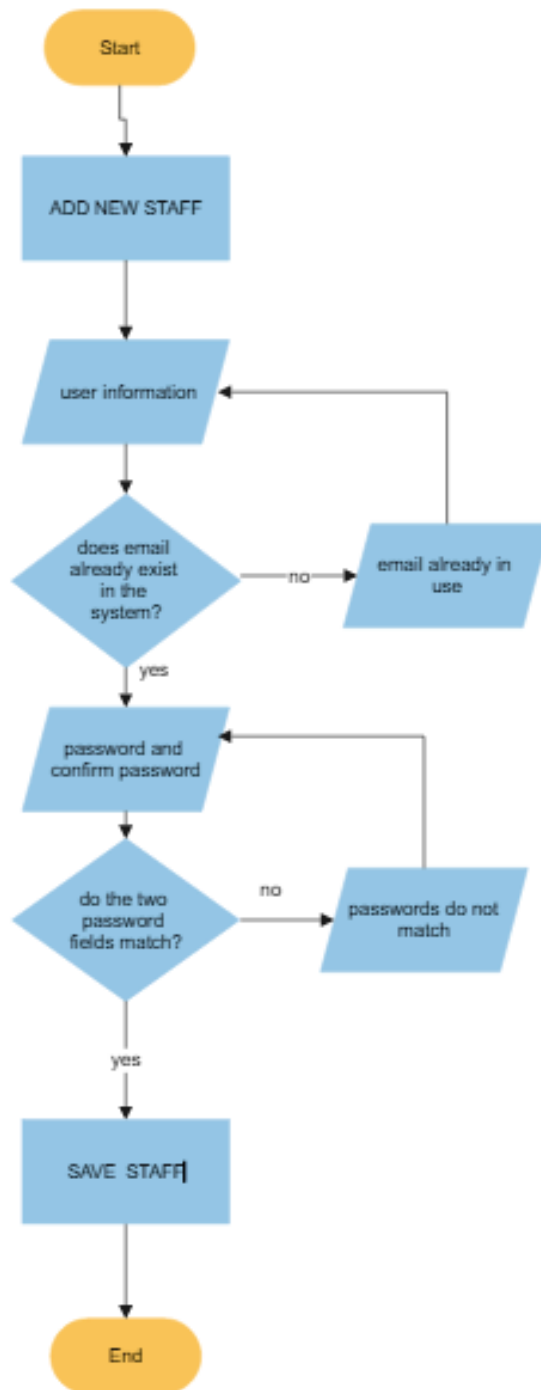 Start
ADD NEW STAFF
user information
does email
already exist
in the
system?
no
email already in
use
yes
password and
confirm password
do the two
password
fields match?
no
passwords do not
match
yes
SAVE STAFF
End